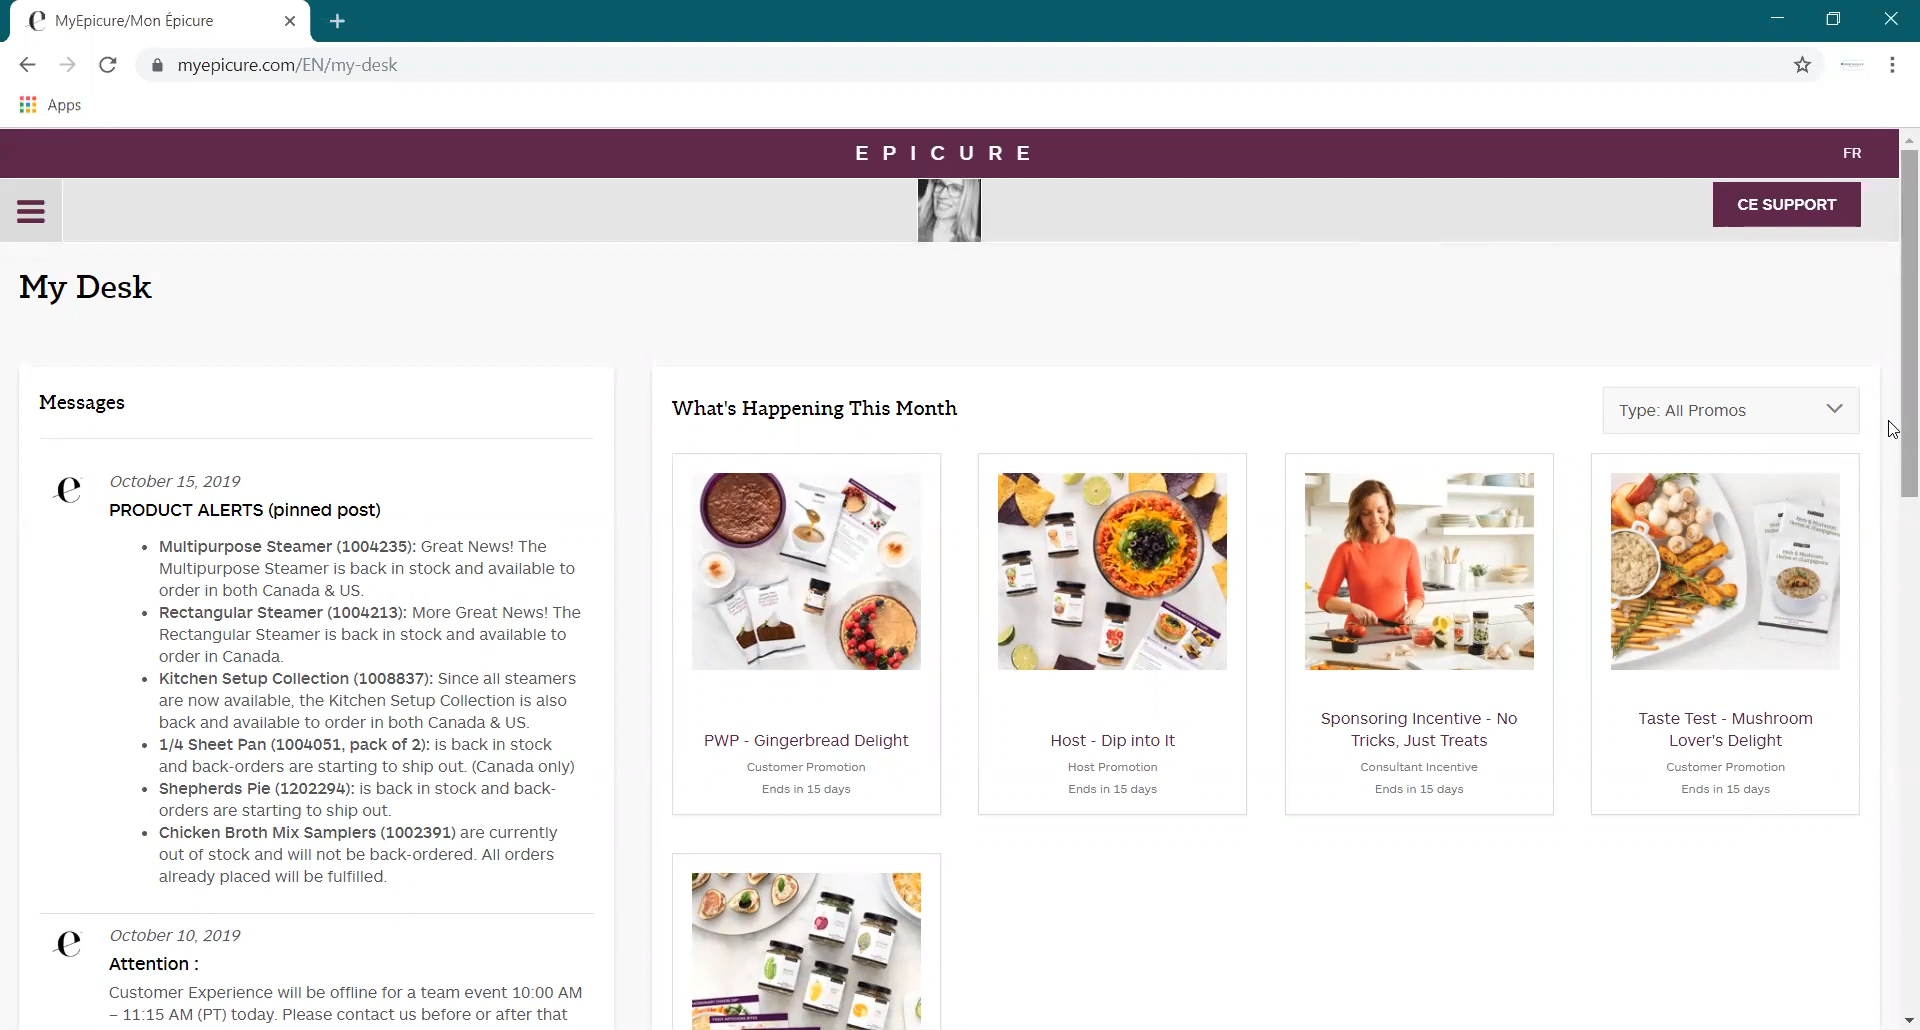 MyEpicure/Mon Épicure
myepicure.com/EN/my-desk
Apps
EPICURE
FR
CE SUPPORT
My Desk
Messages
October 15, 2019
PRODUCT ALERTS (pinned post)
• Multipurpose Steamer (1004235): Great News! The
Multipurpose Steamer is back in stock and available to
order in both Canada & US.
• Rectangular Steamer (1004213): More Great News! The
Rectangular Steamer is back in stock and available to
order in Canada.
• Kitchen Setup Collection (1008837): Since all steamers
are now available, the Kitchen Setup Collection is also
back and available to order in both Canada & US.
• 1/4 Sheet Pan (1004051, pack of 2): is back in stock
and back-orders are starting to ship out. (Canada only)
• Shepherds Pie (1202294): is back in stock and back-
orders are starting to ship out.
• Chicken Broth Mix Samplers (1002391) are currently
out of stock and will not be back-ordered. All orders
already placed will be fulfilled.
October 10, 2019
Attention :
Customer Experience will be offline for a team event 10:00 AM
– 11:15 AM (PT) today. Please contact us before or after that
What's Happening This Month
Type: All Promos
PWP - Gingerbread Delight
Customer Promotion
Ends in 15 days
Host - Dip into It
Host Promotion
Ends in 15 days
Sponsoring Incentive - No
Tricks, Just Treats
Consultant Incentive
Ends in 15 days
Herb & Mushroom
Taste Test - Mushroom
Lover's Delight
Customer Promotion
Ends in 15 days